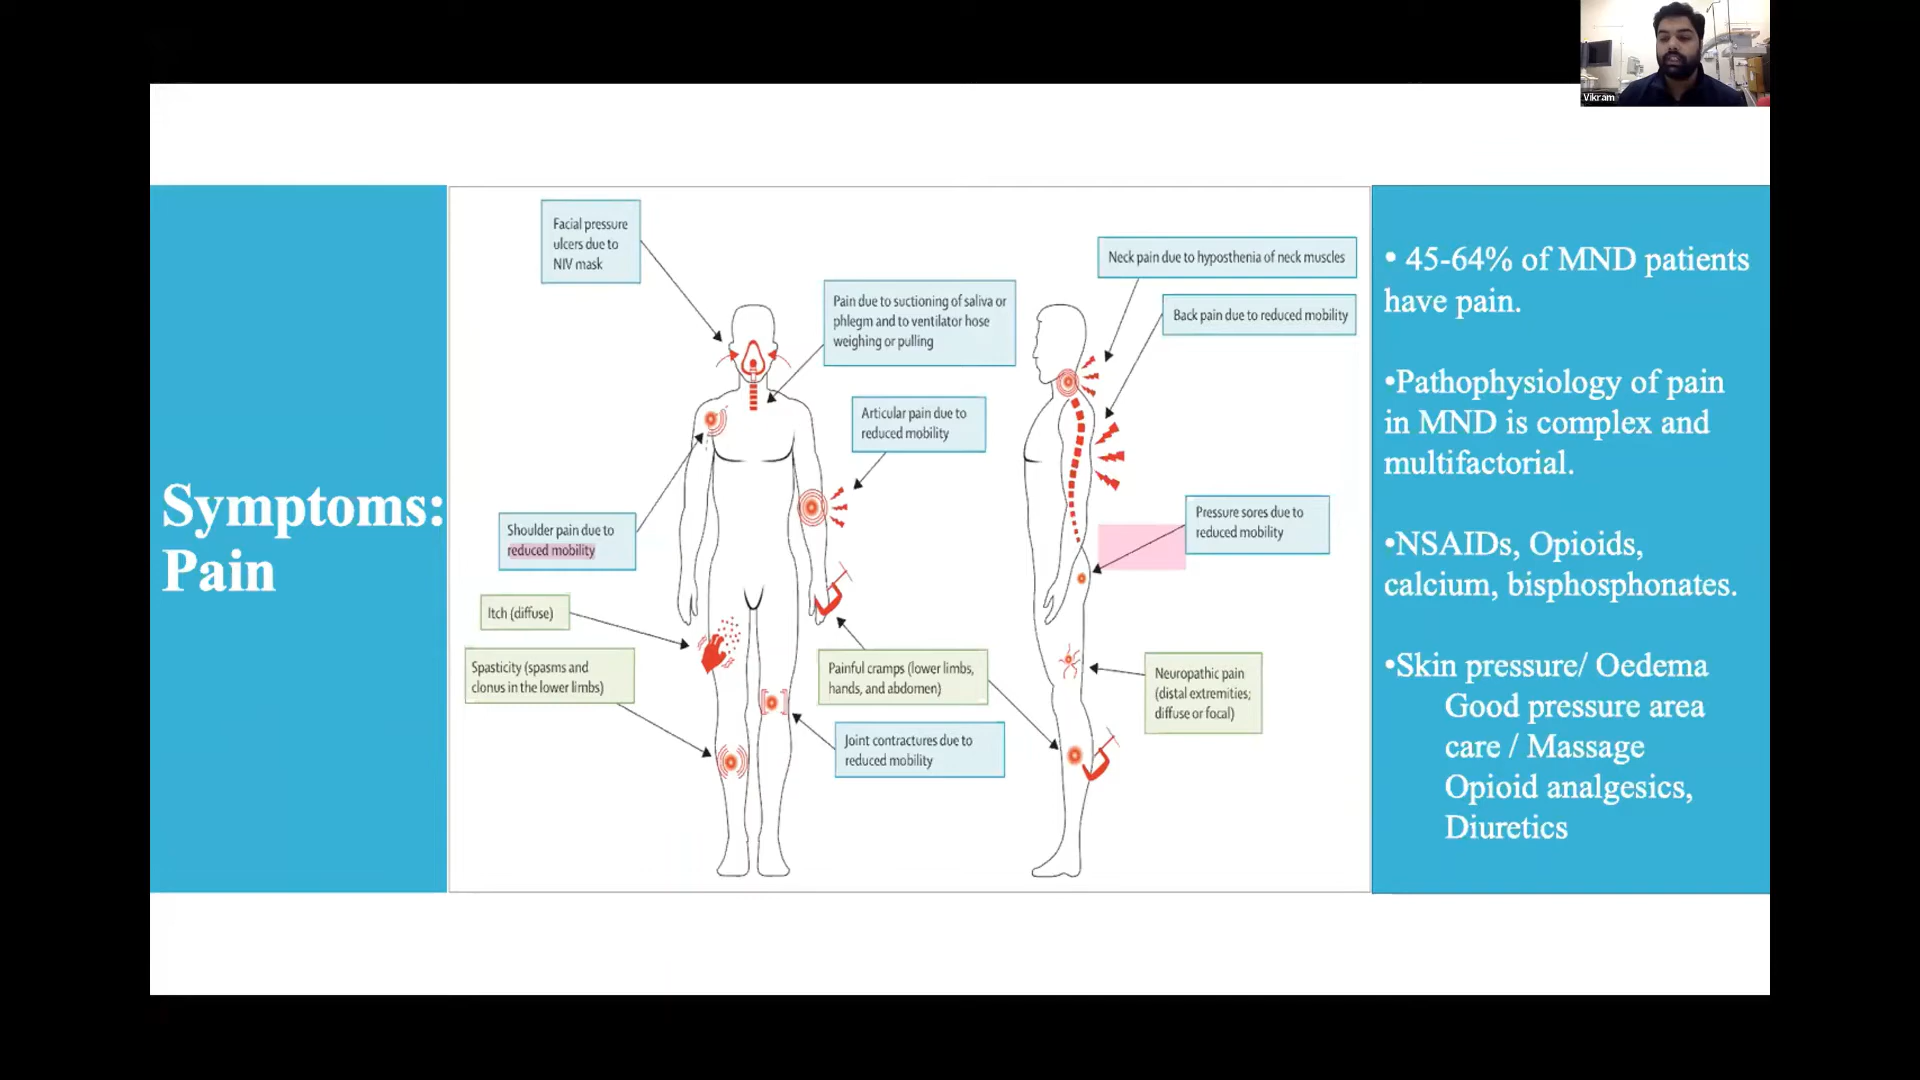 Vikram
Symptoms:
Pain
Facial pressure
ulcers due to
NIV mask
Pain due to suctioning of saliva or
phlegm and to ventilator hose
weighing or pulling
Articular pain due to
reduced mobility
Shoulder pain due to
reduced mobility
Itch (diffuse)
Spasticity (spasms and
clonus in the lower limbs)
Painful cramps (lower limbs,
hands, and abdomen)
Joint contractures due to
reduced mobility
Neck pain due to hyposthenia of neck muscles
Back pain due to reduced mobility
Pressure sores due to
reduced mobility
Neuropathic pain
(distal extremities;
diffuse or focal)
• 45-64% of MND patients
have pain.
•Pathophysiology of pain
in MND is complex and
multifactorial.
•NSAIDs, Opioids,
calcium, bisphosphonates.
•Skin pressure/ Oedema
Good pressure area
care / Massage
Opioid analgesics,
Diuretics